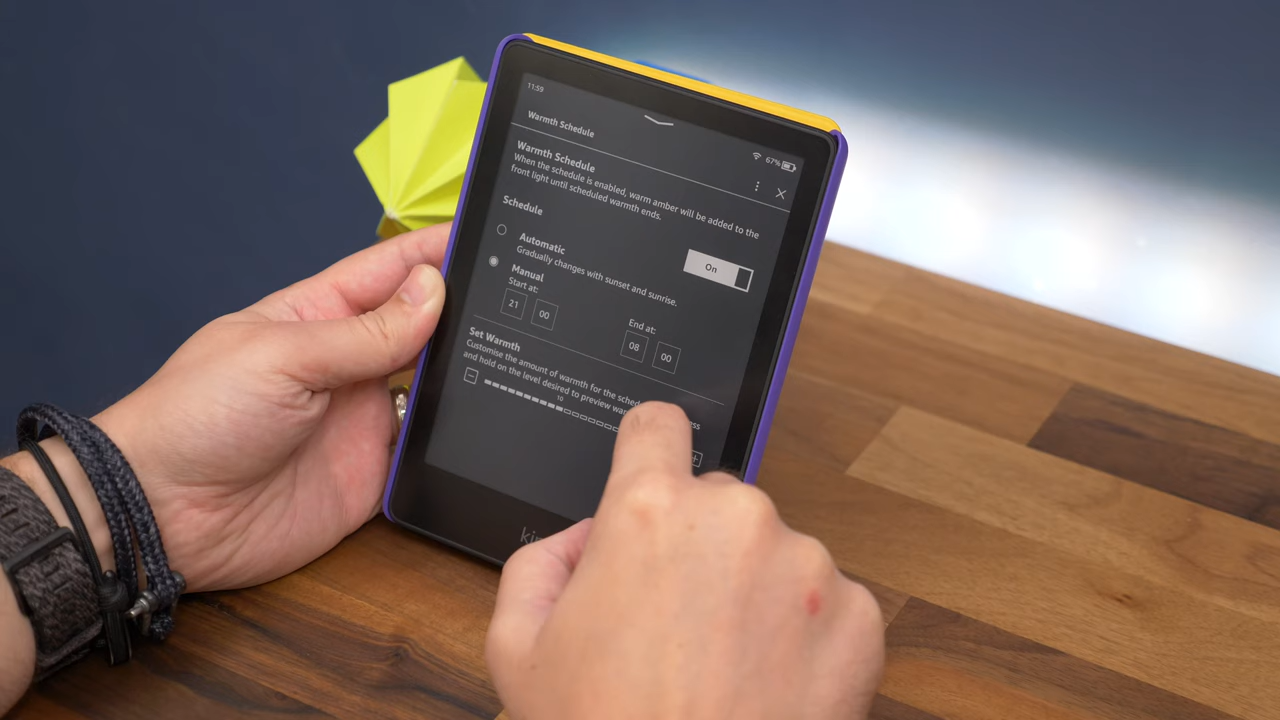 11:59
67%
Warmth Schedule
Warmth Schedule
When the schedule is enabled, warm amber will be added to the
front light until scheduled warmth ends.
Schedule
On
Automatic
Gradually changes with sunset and sunrise.
Manual
Start at:
21 00
End at:
08 00
Set Warmth
Customise the amount of warmth for the
and hold on the level desired to preview
10